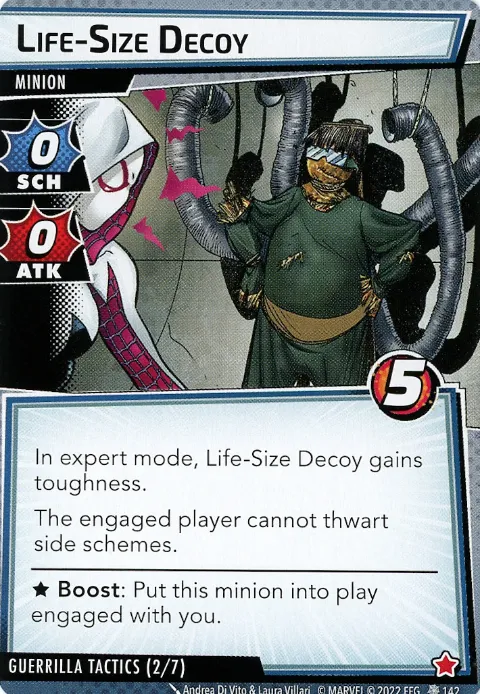 LIFE-SIZE DECOY
MINION
0
SCH
0
ATK
5
In expert mode, Life-Size Decoy gains
toughness.
The engaged player cannot thwart
side schemes.
★ Boost: Put this minion into play
engaged with you.
GUERRILLA TACTICS (2/7)
Andrea Di Vito & Laura Villari © MARVEL © 2022 FFG 142